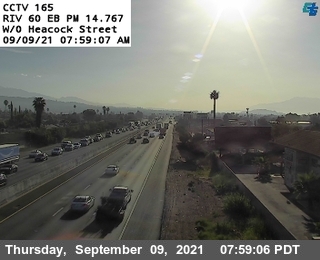 CCTV 165
RIV 60 EB PM 14.767
W/O Heacock Street
09/09/21 07:59:07 AM
Thursday, September 09, 2021 07:59:06 PDT